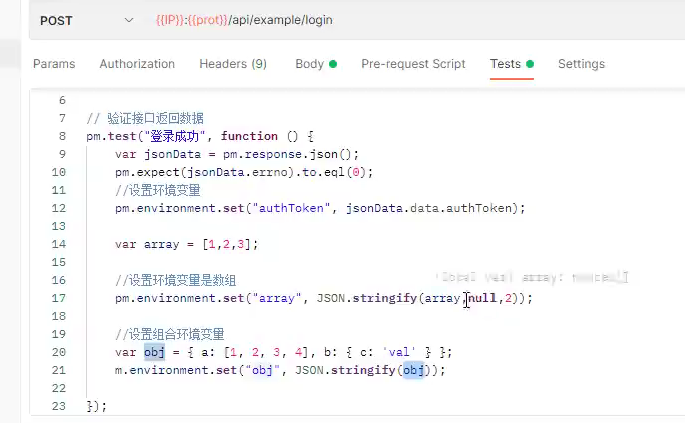 POST {{IP}}:{{prot}}/api/example/login
Params Authorization Headers (9) Body Pre-request Script Tests Settings
6
7 // 验证接口返回数据
8 pm.test("登录成功", function () {
9 var jsonData = pm.response.json();
10 pm.expect(jsonData.errno).to.eql(0);
11 //设置环境变量
12 pm.environment.set("authToken", jsonData.data.authToken);
13
14 var array = [1,2,3];
15
16 //设置环境变量是数组
17 pm.environment.set("array", JSON.stringify(array,null,2));
18
19 //设置组合环境变量
20 var obj = { a: [1, 2, 3, 4], b: { c: 'val' } };
21 m.environment.set("obj", JSON.stringify(obj));
22
23 });